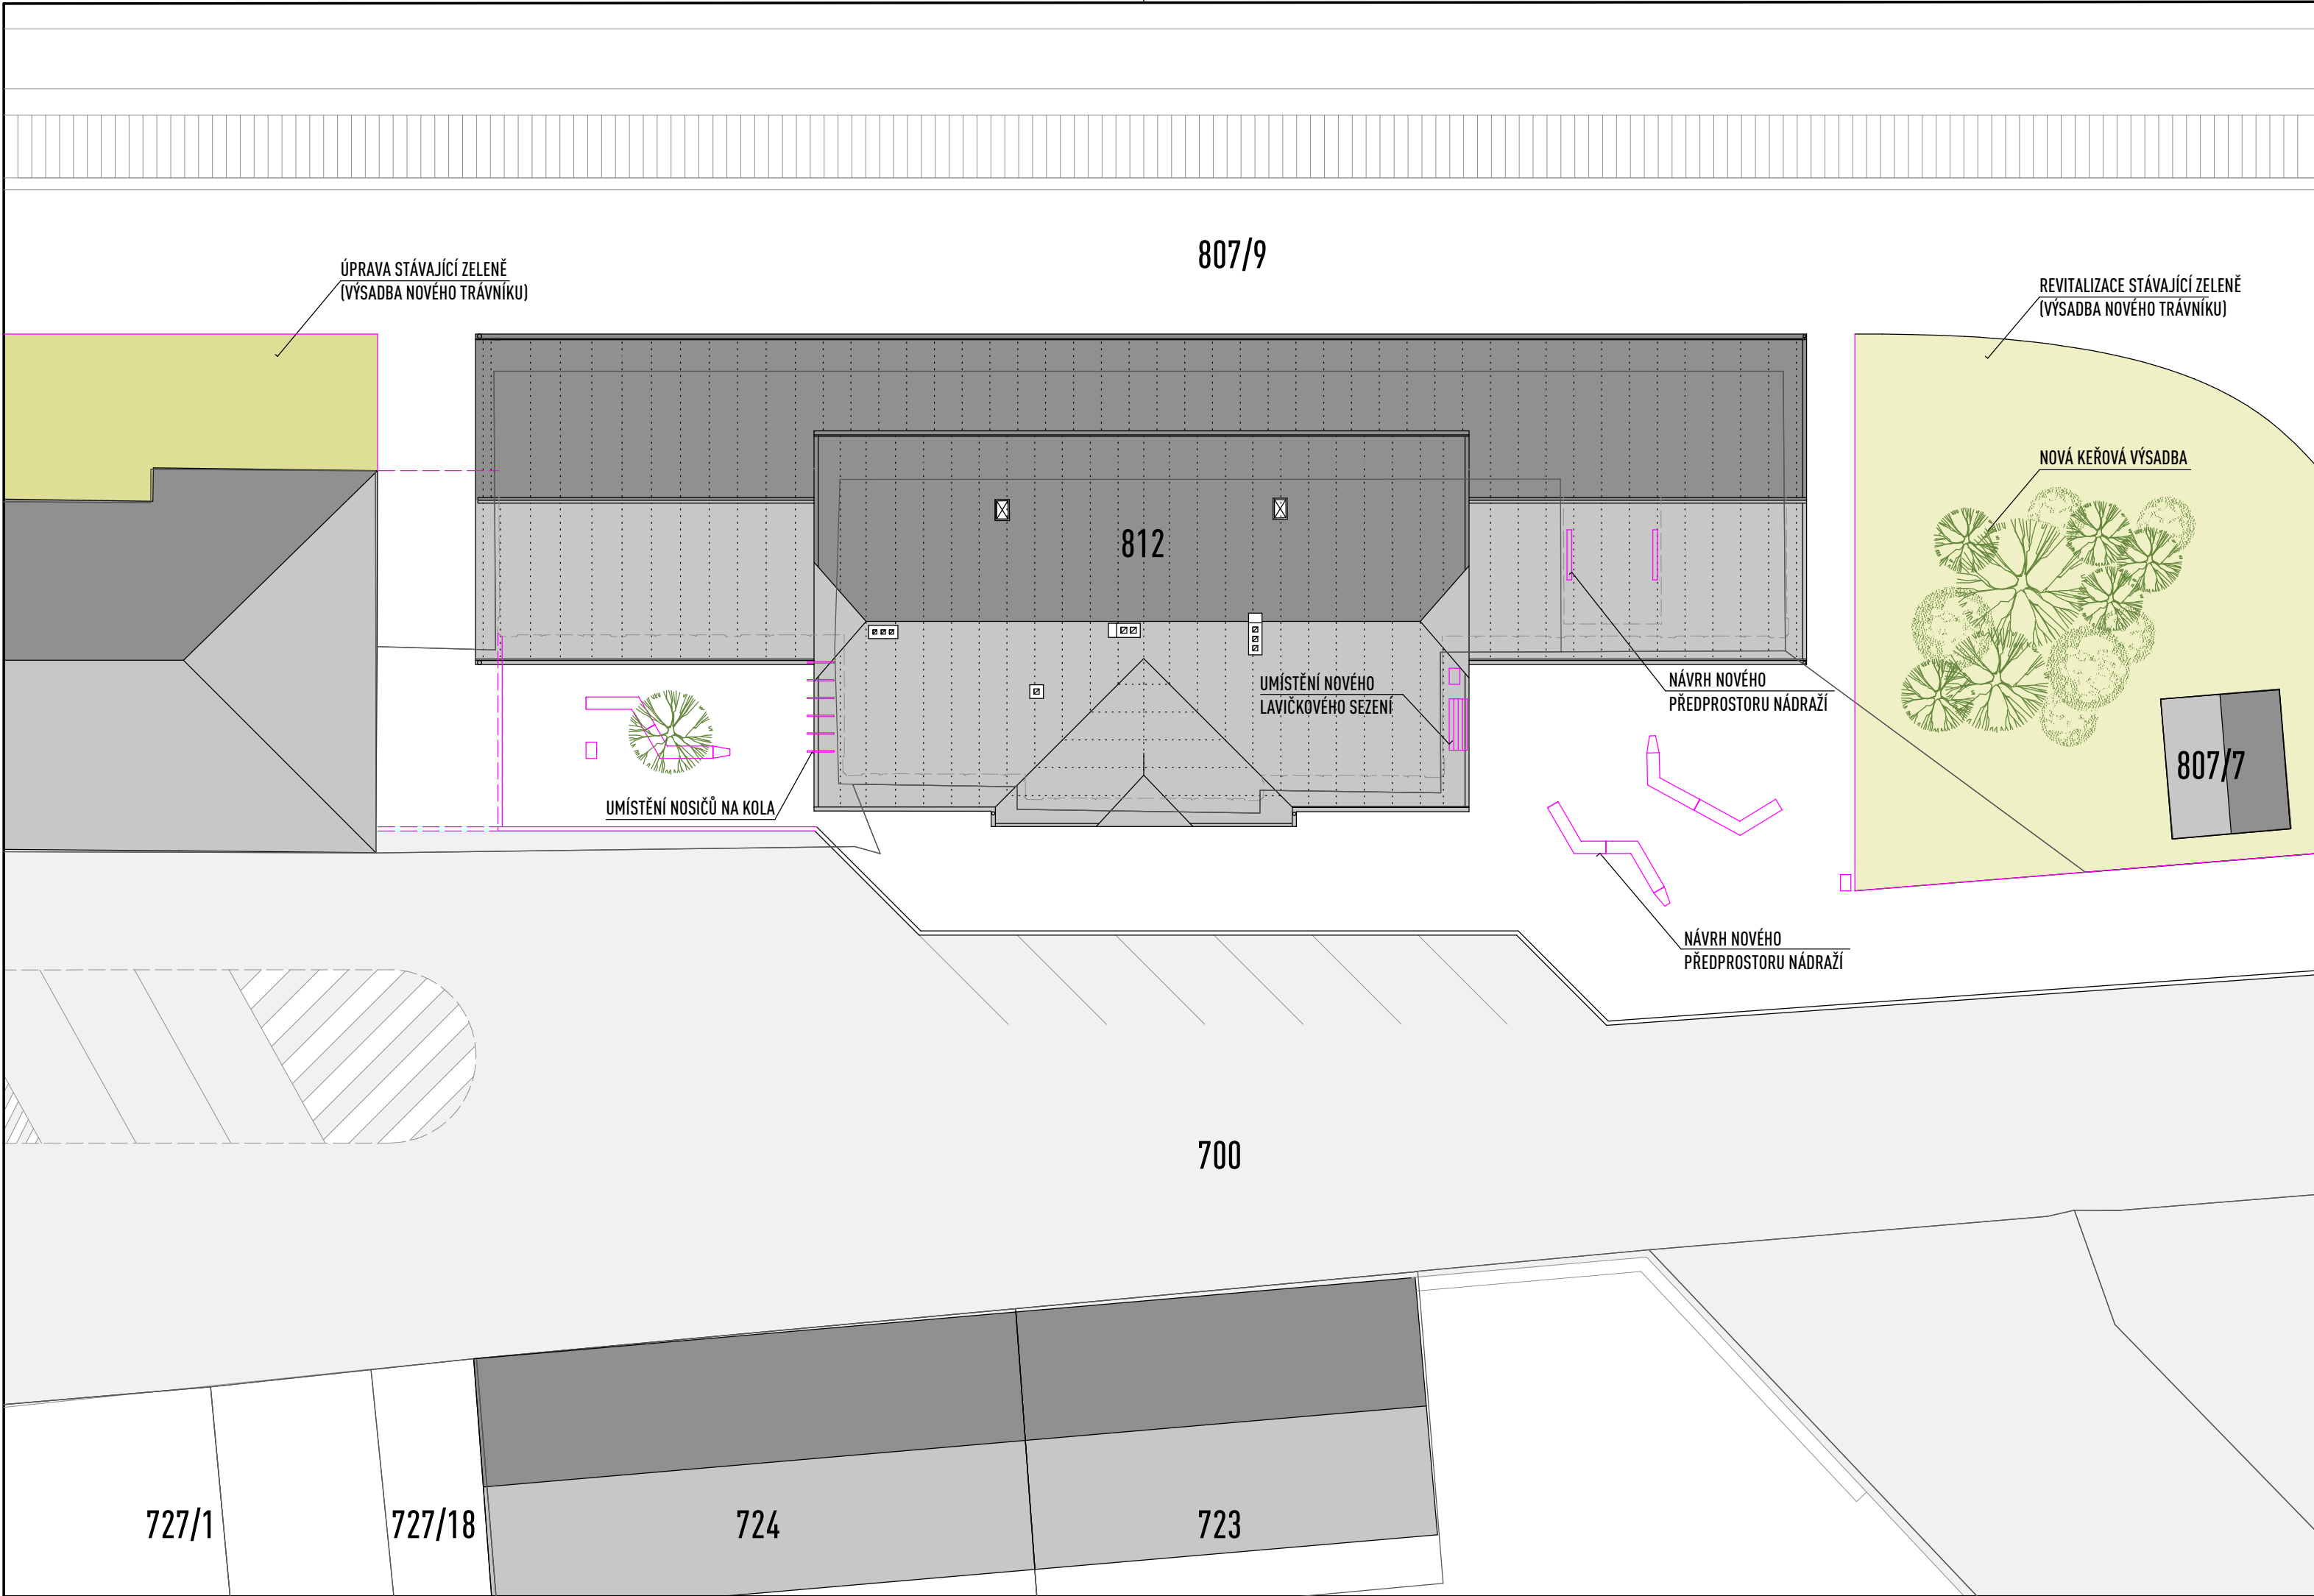 807/9
ÚPRAVA STÁVAJÍCÍ ZELENĚ
(VÝSADBA NOVÉHO TRÁVNÍKU)
REVITALIZACE STÁVAJÍCÍ ZELENĚ
(VÝSADBA NOVÉHO TRÁVNÍKU)
NOVÁ KEŘOVÁ VÝSADBA
812
UMÍSTĚNÍ NOVÉHO
LAVIČKOVÉHO SEZENÍ
NÁVRH NOVÉHO
PŘEDPROSTORU NÁDRAŽÍ
807/7
UMÍSTĚNÍ NOSIČŮ NA KOLA
NÁVRH NOVÉHO
PŘEDPROSTORU NÁDRAŽÍ
700
727/1
727/18
724
723